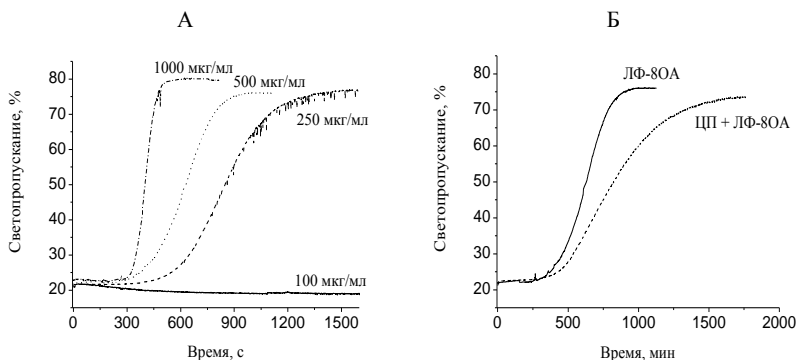 А
Светопропускание, %
80
70
60
50
40
30
20
1000 мкг/мл
500 мкг/мл
250 мкг/мл
100 мкг/мл
0 300 600 900 1200 1500
Время, с
Б
Светопропускание, %
80
70
60
50
40
30
20
ЛФ-8ОА
ЦП + ЛФ-8ОА
0 500 1000 1500 2000
Время, мин